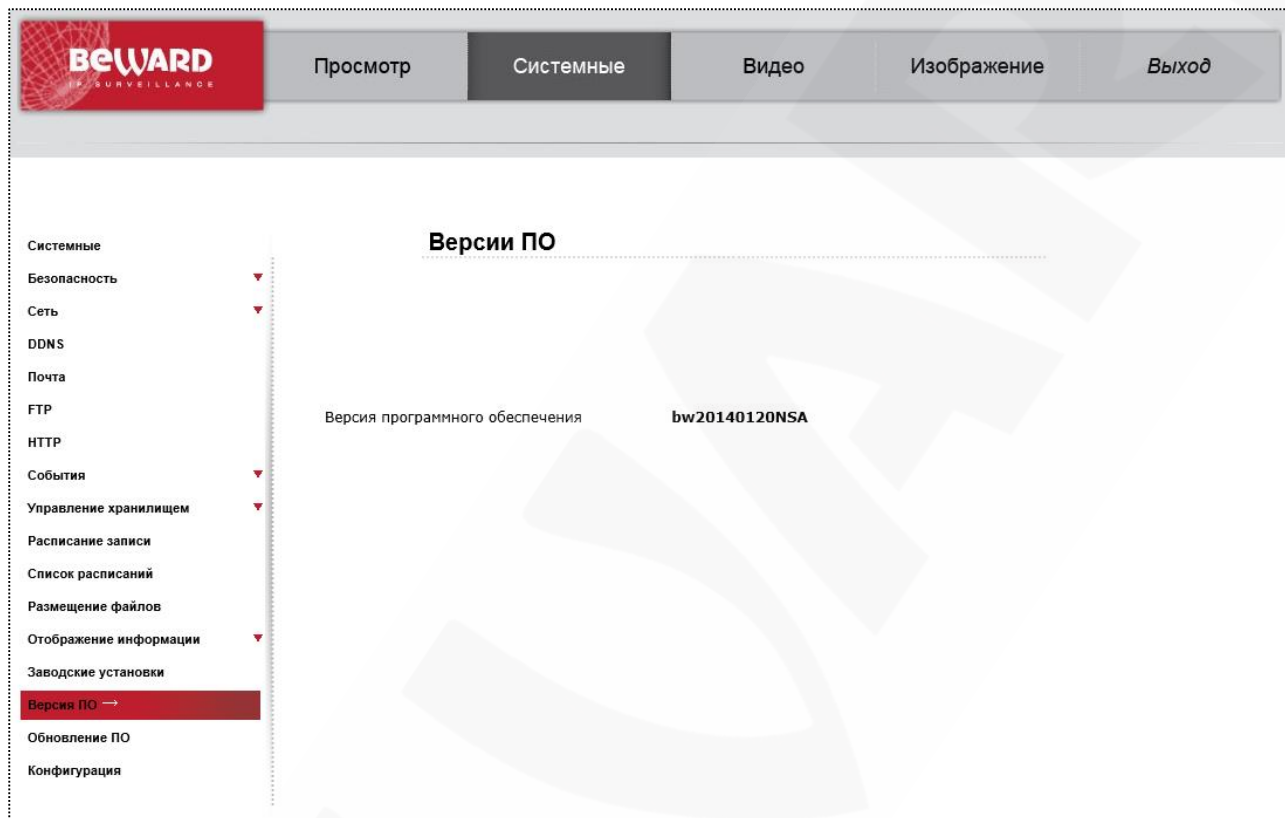 BEWARD
IP SURVEILLANCE
Просмотр
Системные
Видео
Изображение
Выход
Системные
Безопасность
Сеть
DDNS
Почта
FTP
HTTP
События
Управление хранилищем
Расписание записи
Список расписаний
Размещение файлов
Отображение информации
Заводские установки
Версия ПО →
Обновление ПО
Конфигурация
Версии ПО
Версия программного обеспечения
bw20140120NSA